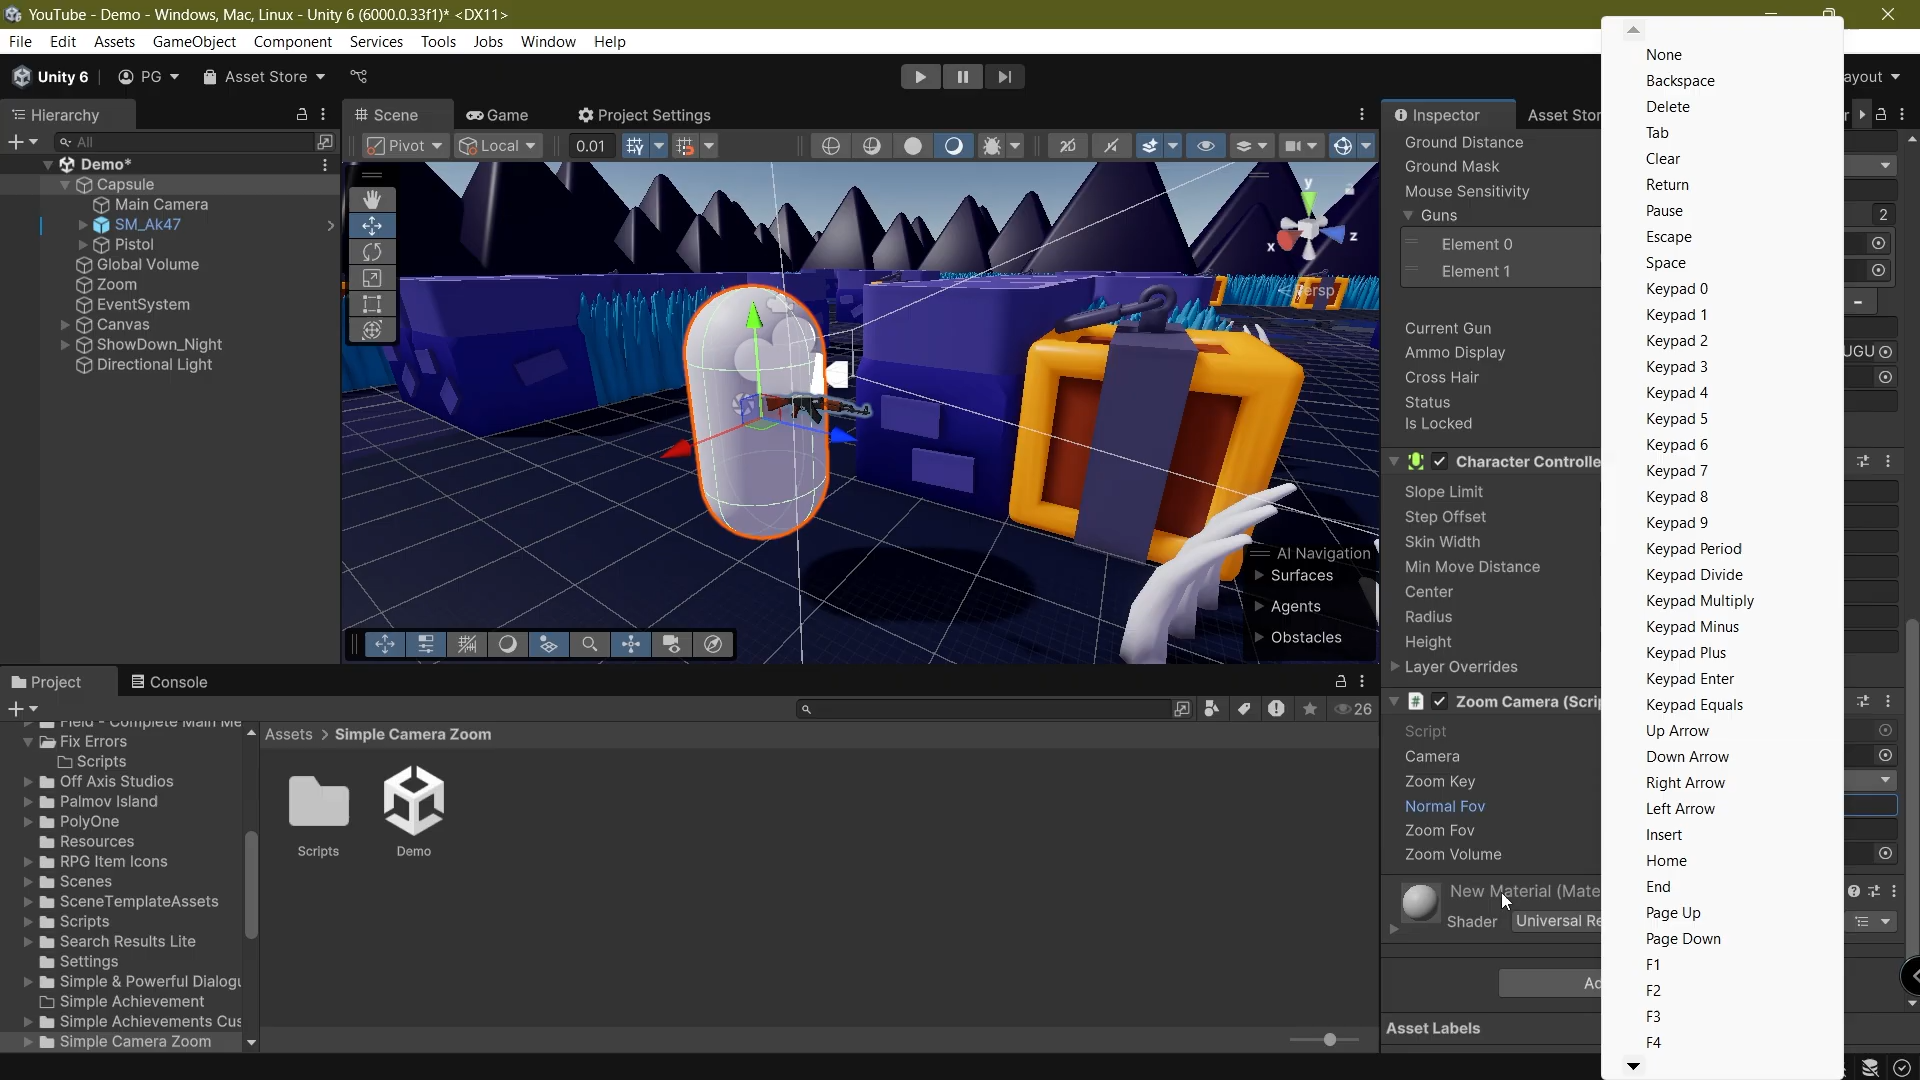 YouTube - Demo - Windows, Mac, Linux - Unity 6 (6000.0.33f1)* <DX11>
File Edit Assets GameObject Component Services Tools Jobs Window Help
Unity 6 PG Asset Store
ayout
Hierarchy
All
Demo*
Capsule
Main Camera
SM_Ak47
Pistol
Global Volume
Zoom
EventSystem
Canvas
ShowDown_Night
Directional Light
Scene Game Project Settings
Pivot Local 0.01 2D
y
x
z
Persp
AI Navigation
Surfaces
Agents
Obstacles
Project Console
26
Fix Errors
Scripts
Off Axis Studios
Palmov Island
PolyOne
Resources
RPG Item Icons
Scenes
SceneTemplateAssets
Scripts
Search Results Lite
Settings
Simple & Powerful Dialogu
Simple Achievement
Simple Achievements Cus
Simple Camera Zoom
Assets > Simple Camera Zoom
Scripts
Demo
Inspector Asset Stor
Ground Distance
Ground Mask
Mouse Sensitivity
Guns 2
Element 0
Element 1
Current Gun
Ammo Display UGU
Cross Hair
Status
Is Locked
Character Controlle
Slope Limit
Step Offset
Skin Width
Min Move Distance
Center
Radius
Height
Layer Overrides
Zoom Camera (Scrip
Script
Camera
Zoom Key
Normal Fov
Zoom Fov
Zoom Volume
New Material (Mate
Shader Universal Re
Ad
Asset Labels
None
Backspace
Delete
Tab
Clear
Return
Pause
Escape
Space
Keypad 0
Keypad 1
Keypad 2
Keypad 3
Keypad 4
Keypad 5
Keypad 6
Keypad 7
Keypad 8
Keypad 9
Keypad Period
Keypad Divide
Keypad Multiply
Keypad Minus
Keypad Plus
Keypad Enter
Keypad Equals
Up Arrow
Down Arrow
Right Arrow
Left Arrow
Insert
Home
End
Page Up
Page Down
F1
F2
F3
F4